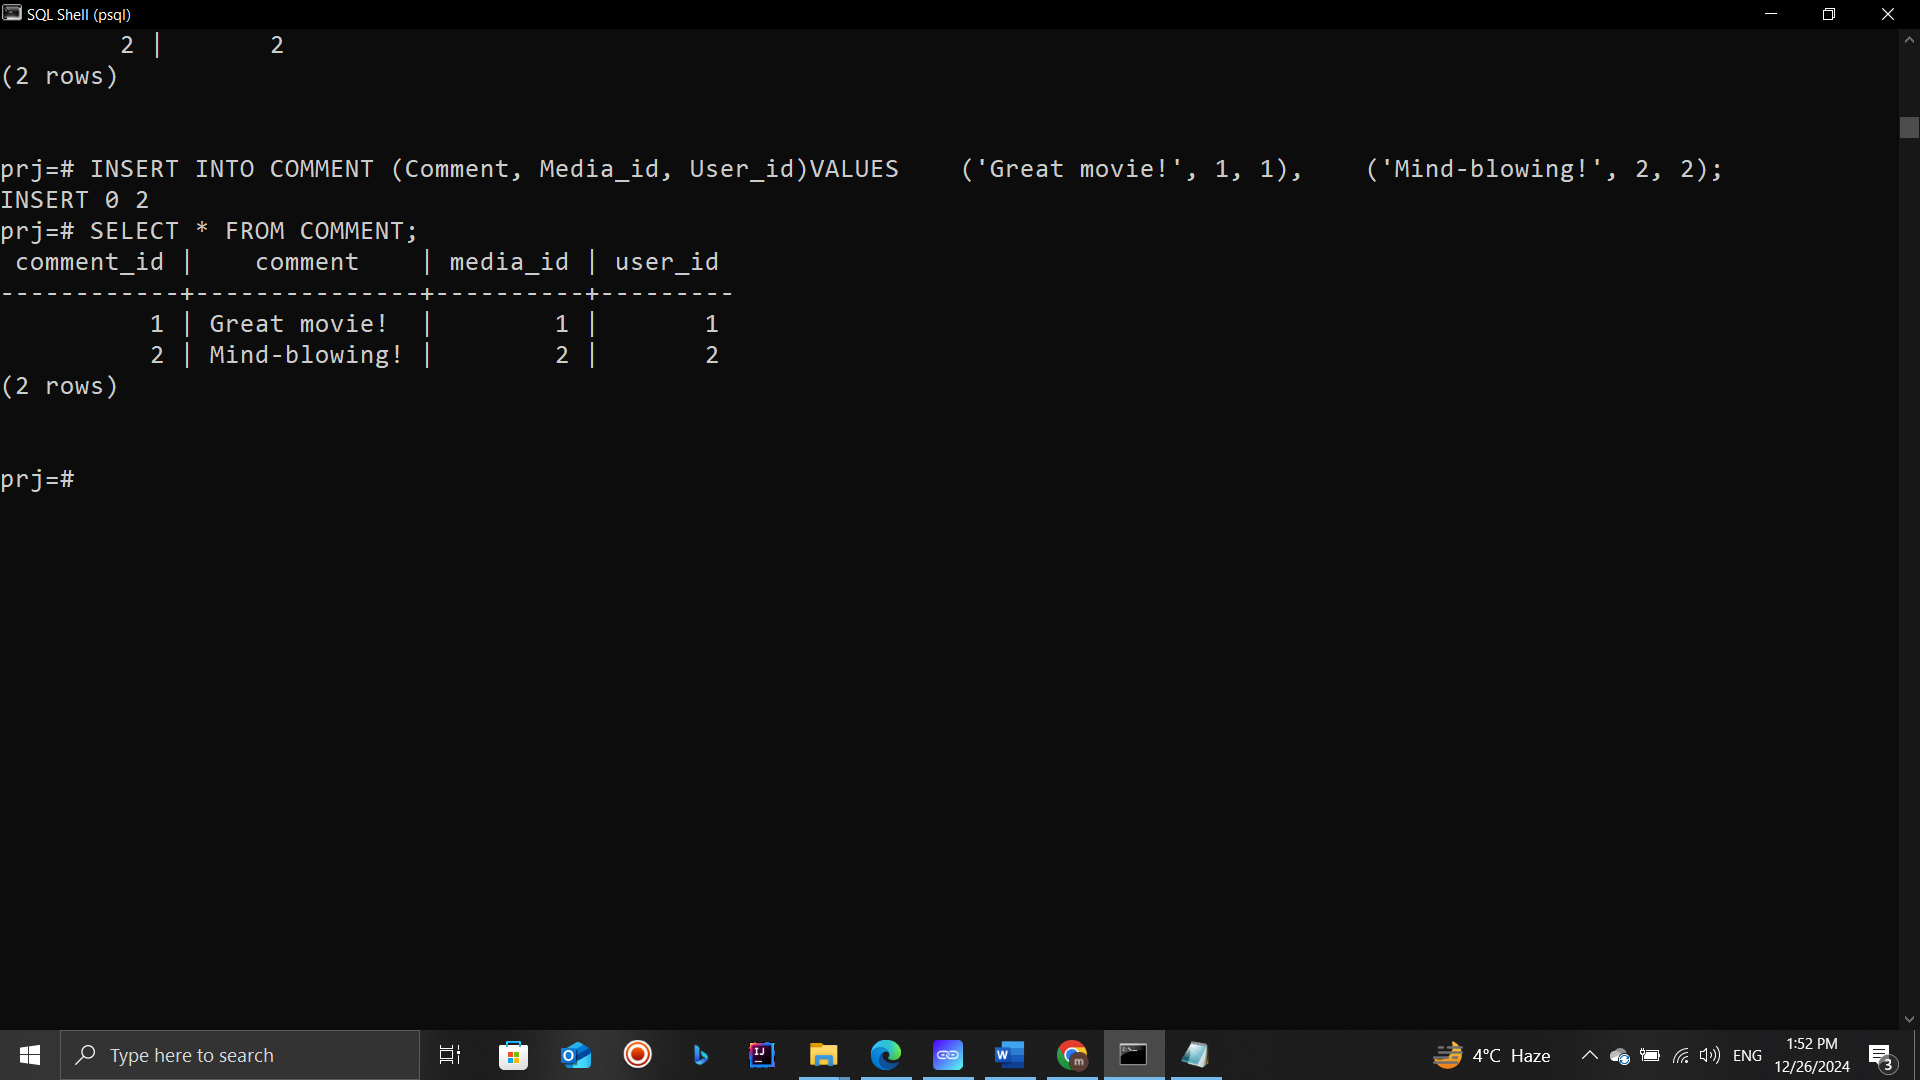 SQL Shell (psql)
2 |       2
(2 rows)
prj=# INSERT INTO COMMENT (Comment, Media_id, User_id)VALUES    ('Great movie!', 1, 1),    ('Mind-blowing!', 2, 2);
INSERT 0 2
prj=# SELECT * FROM COMMENT;
 comment_id |    comment    | media_id | user_id
------------+---------------+----------+---------
          1 | Great movie!  |        1 |       1
          2 | Mind-blowing! |        2 |       2
(2 rows)
prj=#
Type here to search
4°C Haze
ENG
1:52 PM
12/26/2024
3